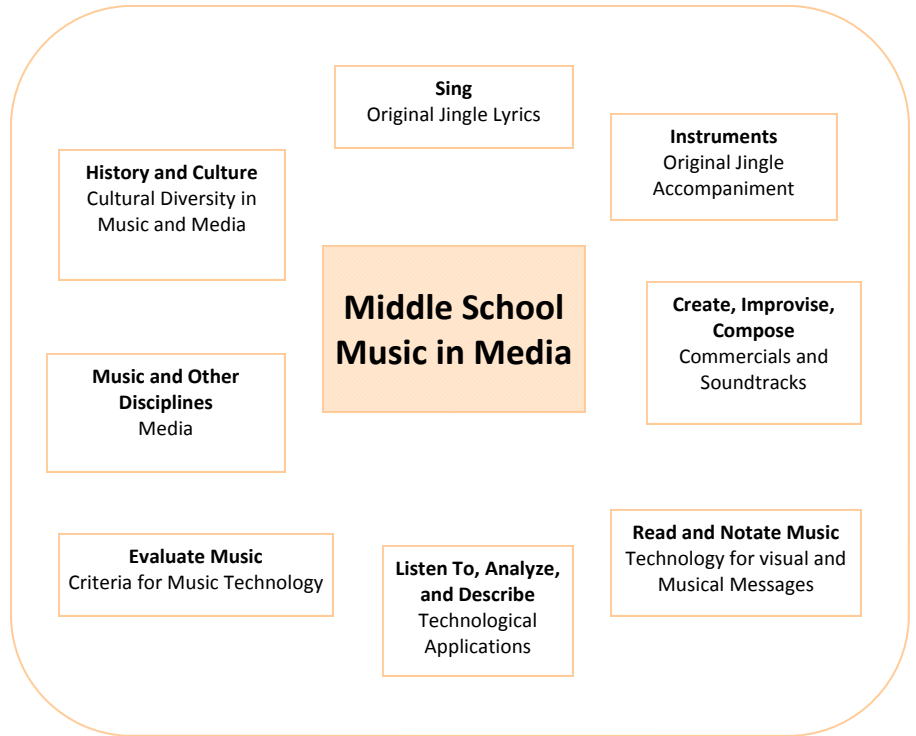 Sing
Original Jingle Lyrics
Instruments
Original Jingle
Accompaniment
History and Culture
Cultural Diversity in
Music and Media
Middle School
Music in Media
Create, Improvise,
Compose
Commercials and
Soundtracks
Music and Other
Disciplines
Media
Read and Notate Music
Technology for visual and
Musical Messages
Evaluate Music
Criteria for Music Technology
Listen To, Analyze,
and Describe
Technological
Applications